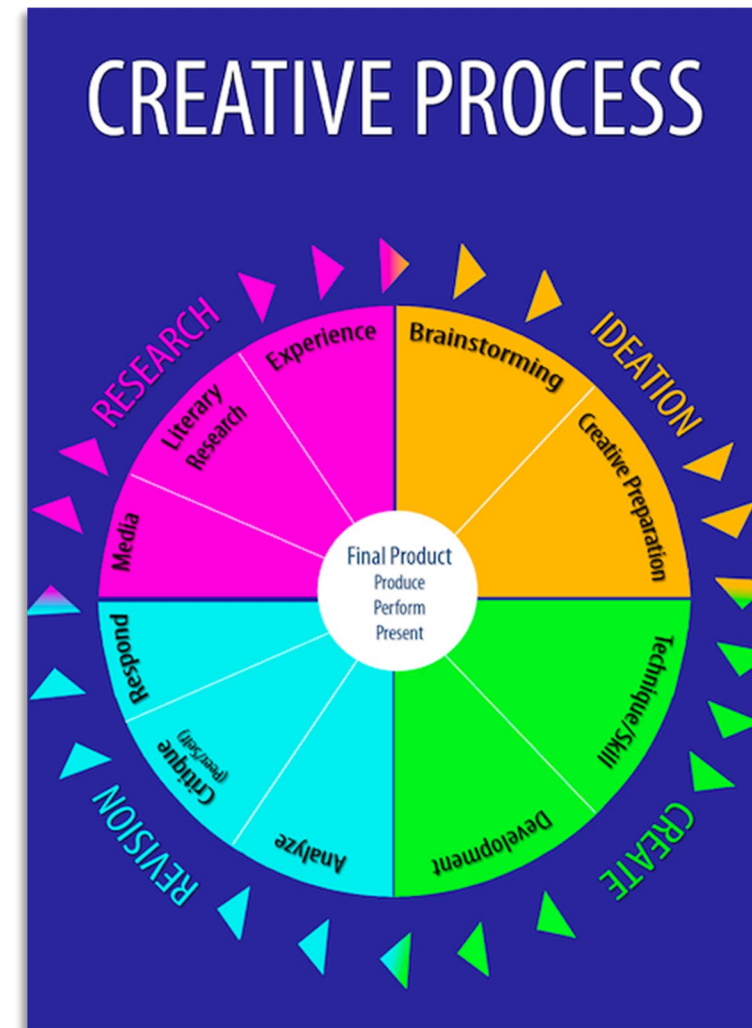 CREATIVE PROCESS
RESEARCH
IDEATION
Experience
Brainstorming
Literary
Research
Creative Preparation
Media
Final Product
Produce
Perform
Present
Respond
Technique/Skill
Critique
(Peer/Self)
Analyze
Development
REVISION
CREATE